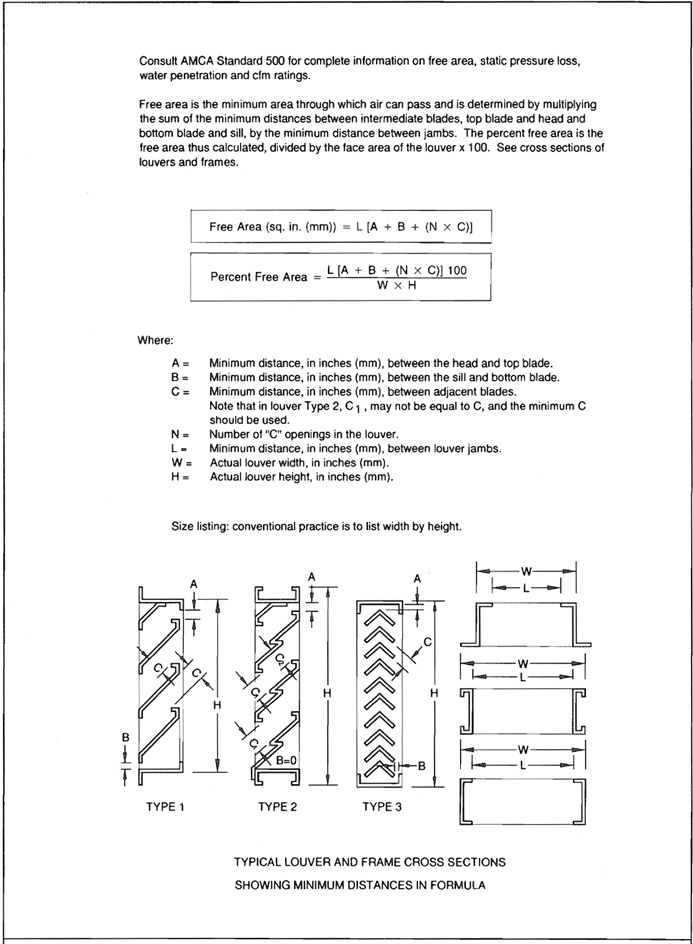 Consult AMCA Standard 500 for complete information on free area, static pressure loss,
water penetration and cfm ratings.
Free area is the minimum area through which air can pass and is determined by multiplying
the sum of the minimum distances between intermediate blades, top blade and head and
bottom blade and sill, by the minimum distance between jambs. The percent free area is the
free area thus calculated, divided by the face area of the louver x 100. See cross sections of
louvers and frames.
Free Area (sq. in. (mm)) = L [A + B + (N × C)]
Percent Free Area = L [A + B + (N × C)] 100
W × H
Where:
A = Minimum distance, in inches (mm), between the head and top blade.
B = Minimum distance, in inches (mm), between the sill and bottom blade.
C = Minimum distance, in inches (mm), between adjacent blades.
Note that in louver Type 2, C 1 , may not be equal to C, and the minimum C
should be used.
N = Number of "C" openings in the louver.
L = Minimum distance, in inches (mm), between louver jambs.
W = Actual louver width, in inches (mm).
H = Actual louver height, in inches (mm).
Size listing: conventional practice is to list width by height.
A
C
C
H
B
TYPE 1
A
H
B=0
TYPE 2
A
C
H
B
TYPE 3
W
L
W
L
W
L
TYPICAL LOUVER AND FRAME CROSS SECTIONS
SHOWING MINIMUM DISTANCES IN FORMULA